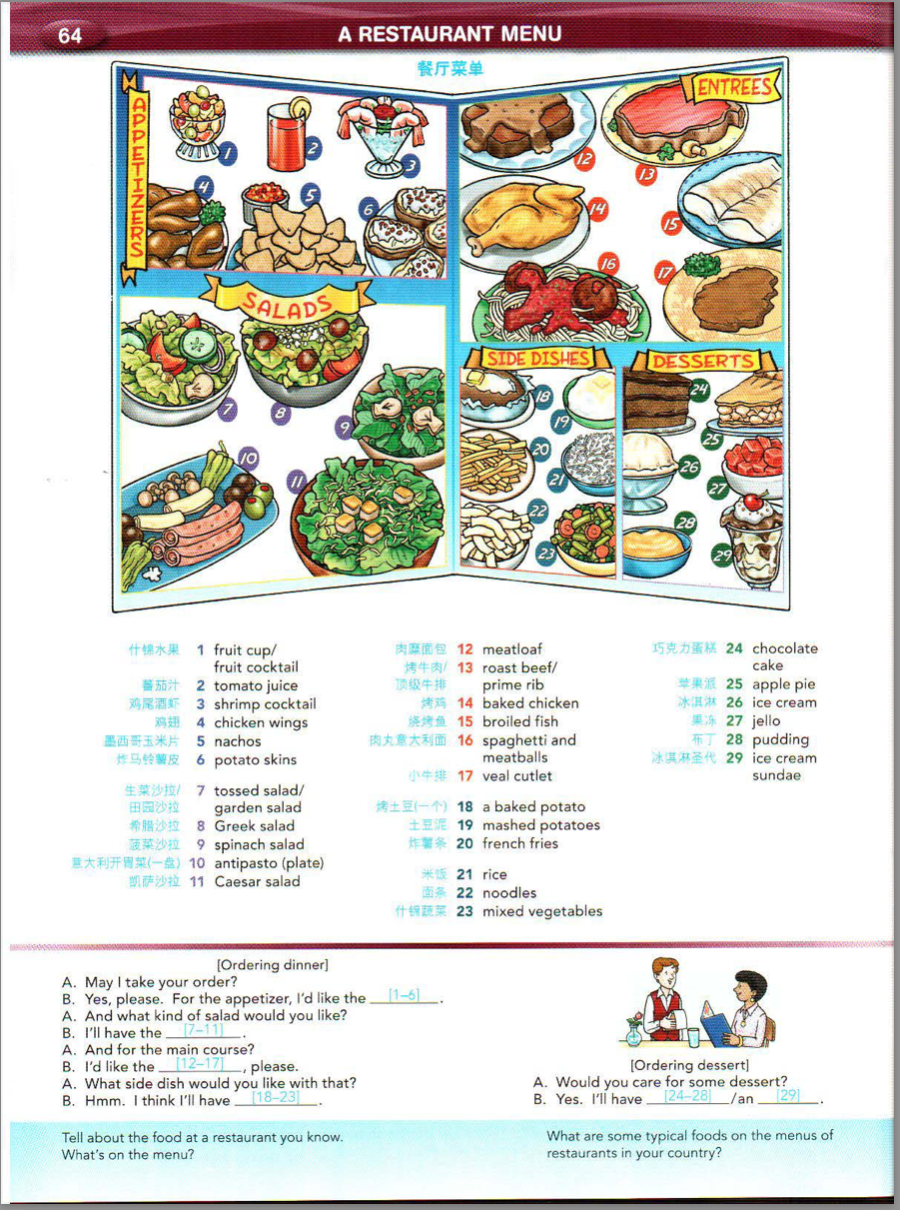 64
A RESTAURANT MENU
餐厅菜单
APPETIZERS
1
2
3
4
5
6
SALADS
7
8
9
10
11
ENTREES
12
13
14
15
16
17
SIDE DISHES
18
19
20
21
22
23
DESSERTS
24
25
26
27
28
29
什锦水果 1 fruit cup/
fruit cocktail
蕃茄汁 2 tomato juice
鸡尾酒虾 3 shrimp cocktail
鸡翅 4 chicken wings
墨西哥玉米片 5 nachos
炸马铃薯皮 6 potato skins
生菜沙拉/ 7 tossed salad/
田园沙拉 garden salad
希腊沙拉 8 Greek salad
菠菜沙拉 9 spinach salad
意大利开胃菜(一盘) 10 antipasto (plate)
凯萨沙拉 11 Caesar salad
肉糜面包 12 meatloaf
烤牛肉/ 13 roast beef/
顶级牛排 prime rib
烤鸡 14 baked chicken
烧烤鱼 15 broiled fish
肉丸意大利面 16 spaghetti and
meatballs
小牛排 17 veal cutlet
烤土豆(一个) 18 a baked potato
土豆泥 19 mashed potatoes
炸薯条 20 french fries
米饭 21 rice
面条 22 noodles
什锦蔬菜 23 mixed vegetables
巧克力蛋糕 24 chocolate
cake
苹果派 25 apple pie
冰淇淋 26 ice cream
果冻 27 jello
布丁 28 pudding
冰淇淋圣代 29 ice cream
sundae
[Ordering dinner]
A. May I take your order?
B. Yes, please. For the appetizer, I'd like the [1–6].
A. And what kind of salad would you like?
B. I'll have the [7–11].
A. And for the main course?
B. I'd like the [12–17], please.
A. What side dish would you like with that?
B. Hmm. I think I'll have [18–23].
[Ordering dessert]
A. Would you care for some dessert?
B. Yes. I'll have [24–28] /an [29].
Tell about the food at a restaurant you know.
What's on the menu?
What are some typical foods on the menus of
restaurants in your country?